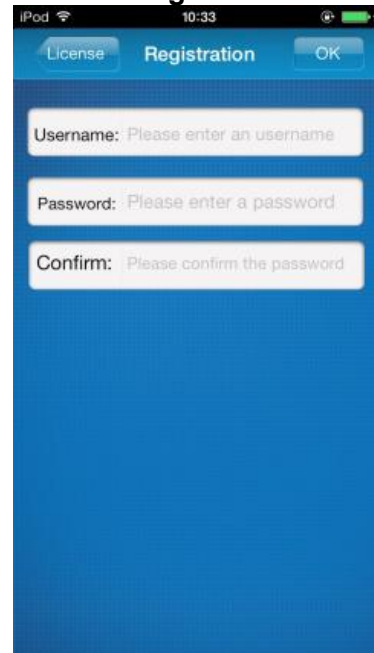 iPod 10:33
License Registration OK
Username: Please enter an username
Password: Please enter a password
Confirm: Please confirm the password